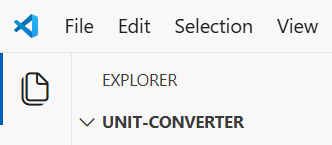 File Edit Selection View
EXPLORER
UNIT-CONVERTER